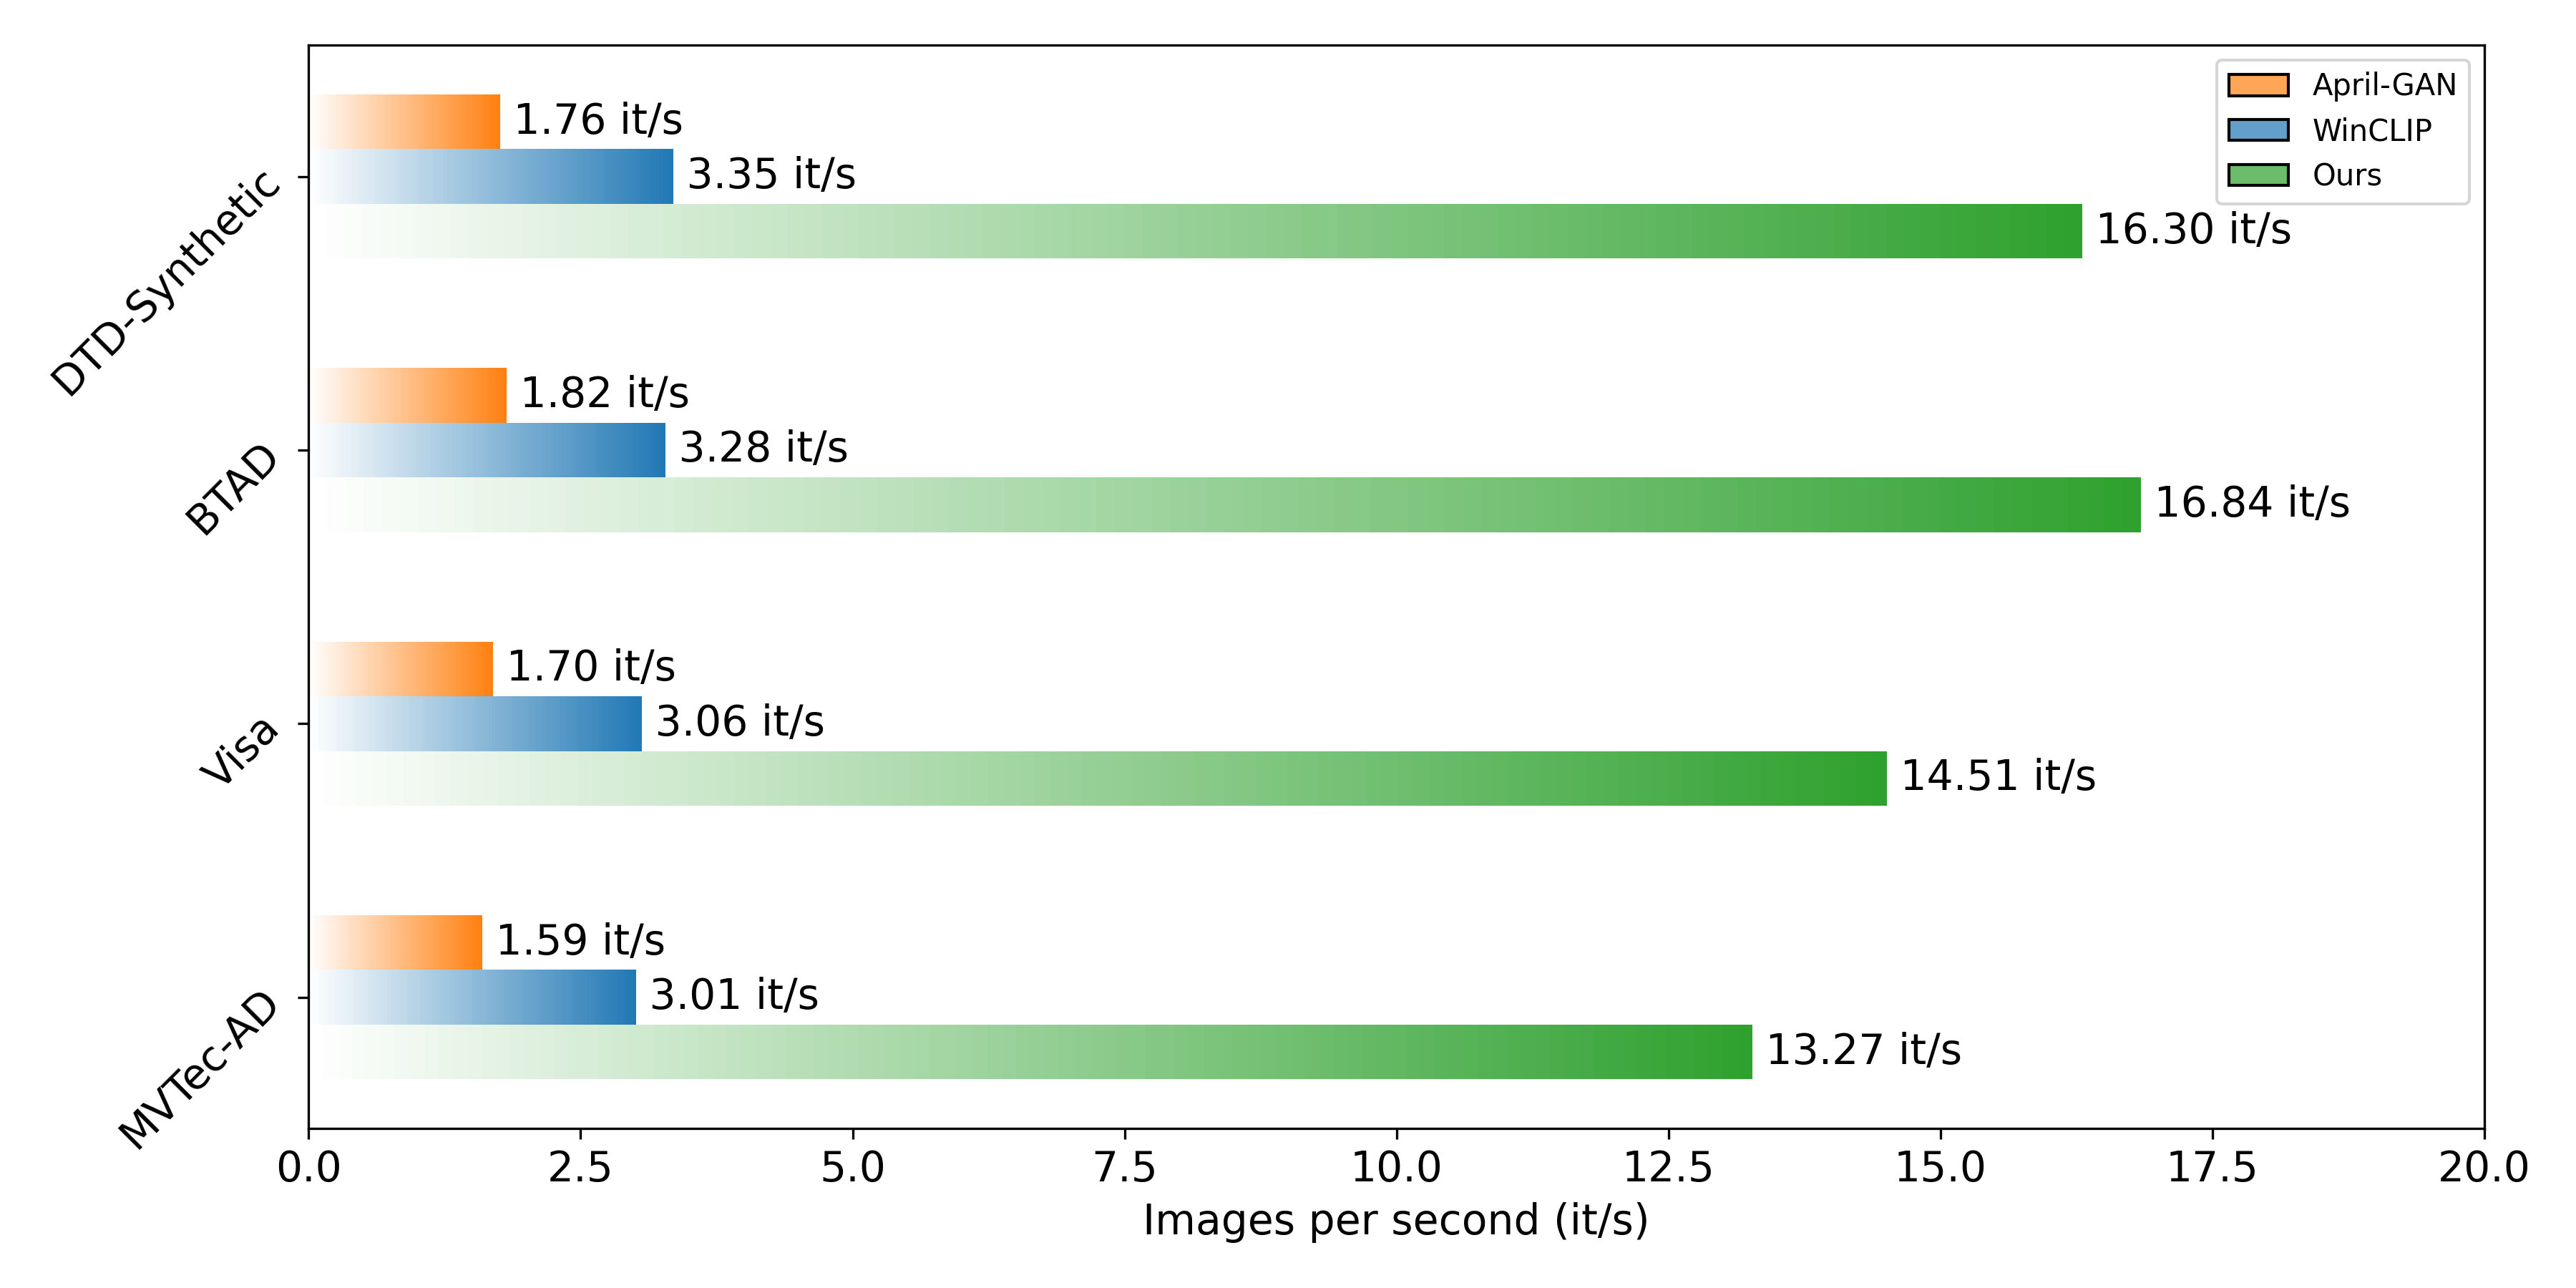 April-GAN
WinCLIP
Ours
DTD-Synthetic
1.76 it/s
3.35 it/s
16.30 it/s
BTAD
1.82 it/s
3.28 it/s
16.84 it/s
Visa
1.70 it/s
3.06 it/s
14.51 it/s
MVTec-AD
1.59 it/s
3.01 it/s
13.27 it/s
0.0 2.5 5.0 7.5 10.0 12.5 15.0 17.5 20.0
Images per second (it/s)